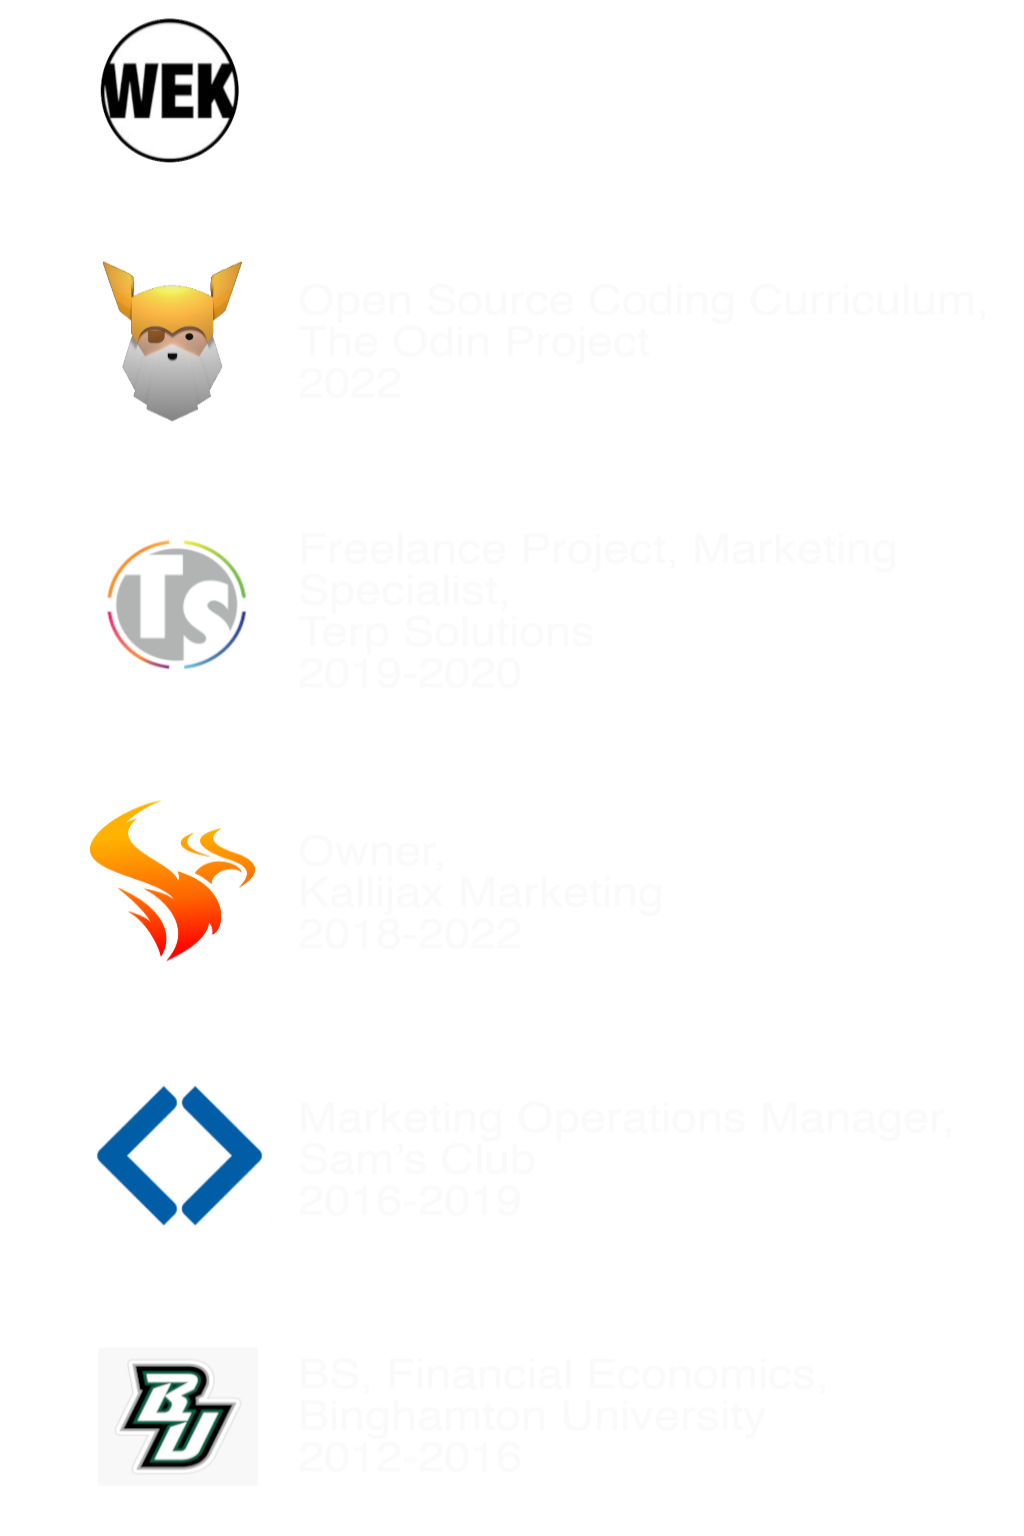 WEK
Open Source Coding Curriculum,
The Odin Project
2022
Freelance Project, Marketing
Specialist,
Ts
Terp Solutions
2019-2020
Owner,
Kallijax Marketing
2018-2022
Marketing Operations Manager,
Sam's Club
2016-2019
BS, Financial Economics,
BU
Binghamton University
2012-2016